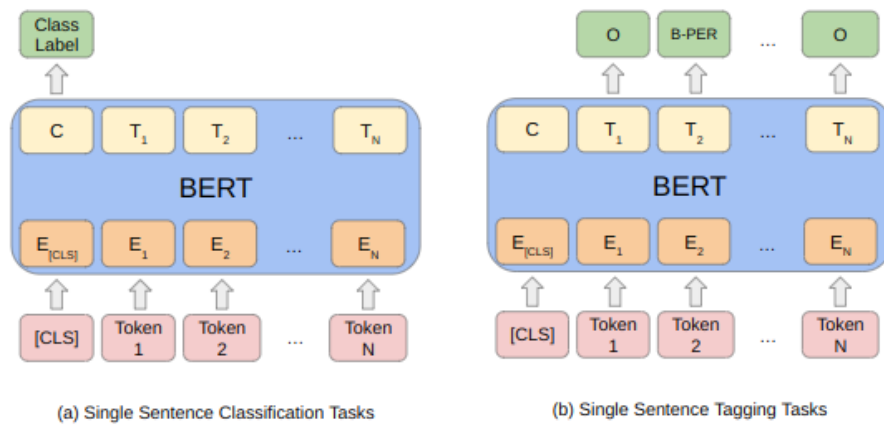 Class
Label
C T1 T2 ... TN
BERT
E[CLS] E1 E2 ... EN
[CLS] Token 1 Token 2 ... Token N
(a) Single Sentence Classification Tasks
O B-PER ... O
C T1 T2 ... TN
BERT
E[CLS] E1 E2 ... EN
[CLS] Token 1 Token 2 ... Token N
(b) Single Sentence Tagging Tasks